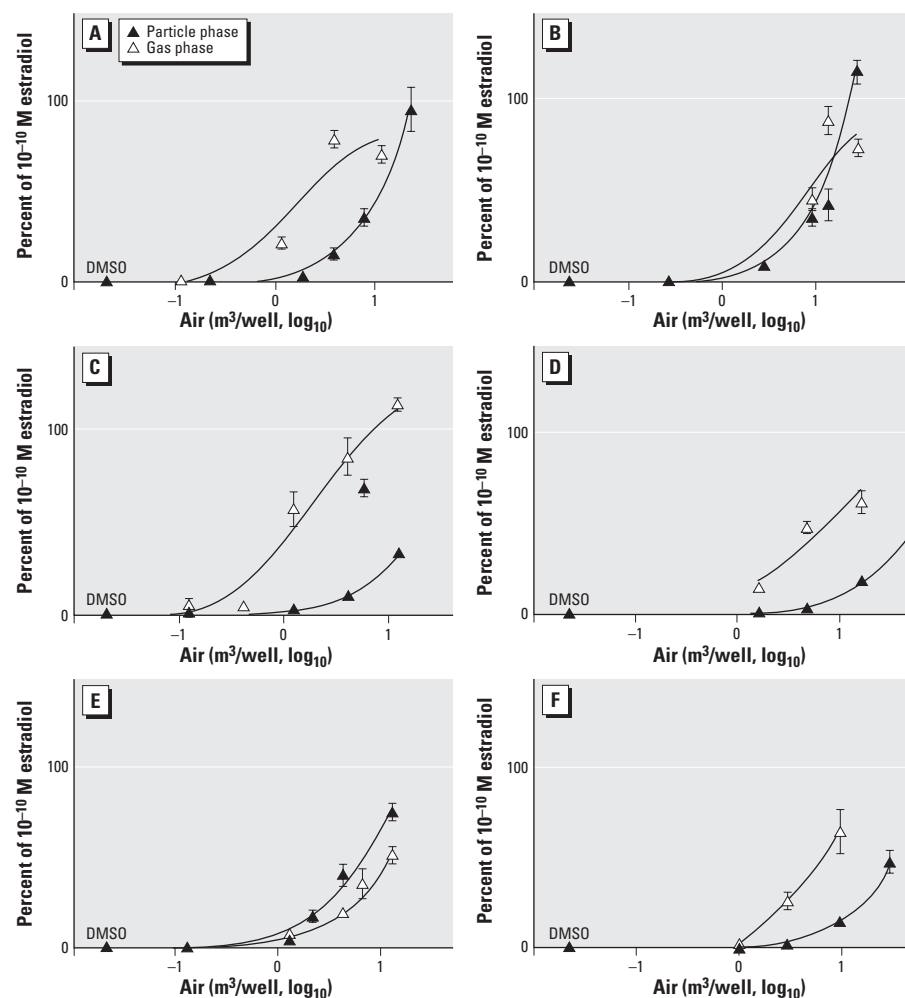 A
Particle phase
Gas phase
Percent of 10⁻¹⁰ M estradiol
100
0
DMSO
−1 0 1
Air (m³/well, log₁₀)
B
Percent of 10⁻¹⁰ M estradiol
100
0
DMSO
−1 0 1
Air (m³/well, log₁₀)
C
Percent of 10⁻¹⁰ M estradiol
100
0
DMSO
−1 0 1
Air (m³/well, log₁₀)
D
Percent of 10⁻¹⁰ M estradiol
100
0
DMSO
−1 0 1
Air (m³/well, log₁₀)
E
Percent of 10⁻¹⁰ M estradiol
100
0
DMSO
−1 0 1
Air (m³/well, log₁₀)
F
Percent of 10⁻¹⁰ M estradiol
100
0
DMSO
−1 0 1
Air (m³/well, log₁₀)